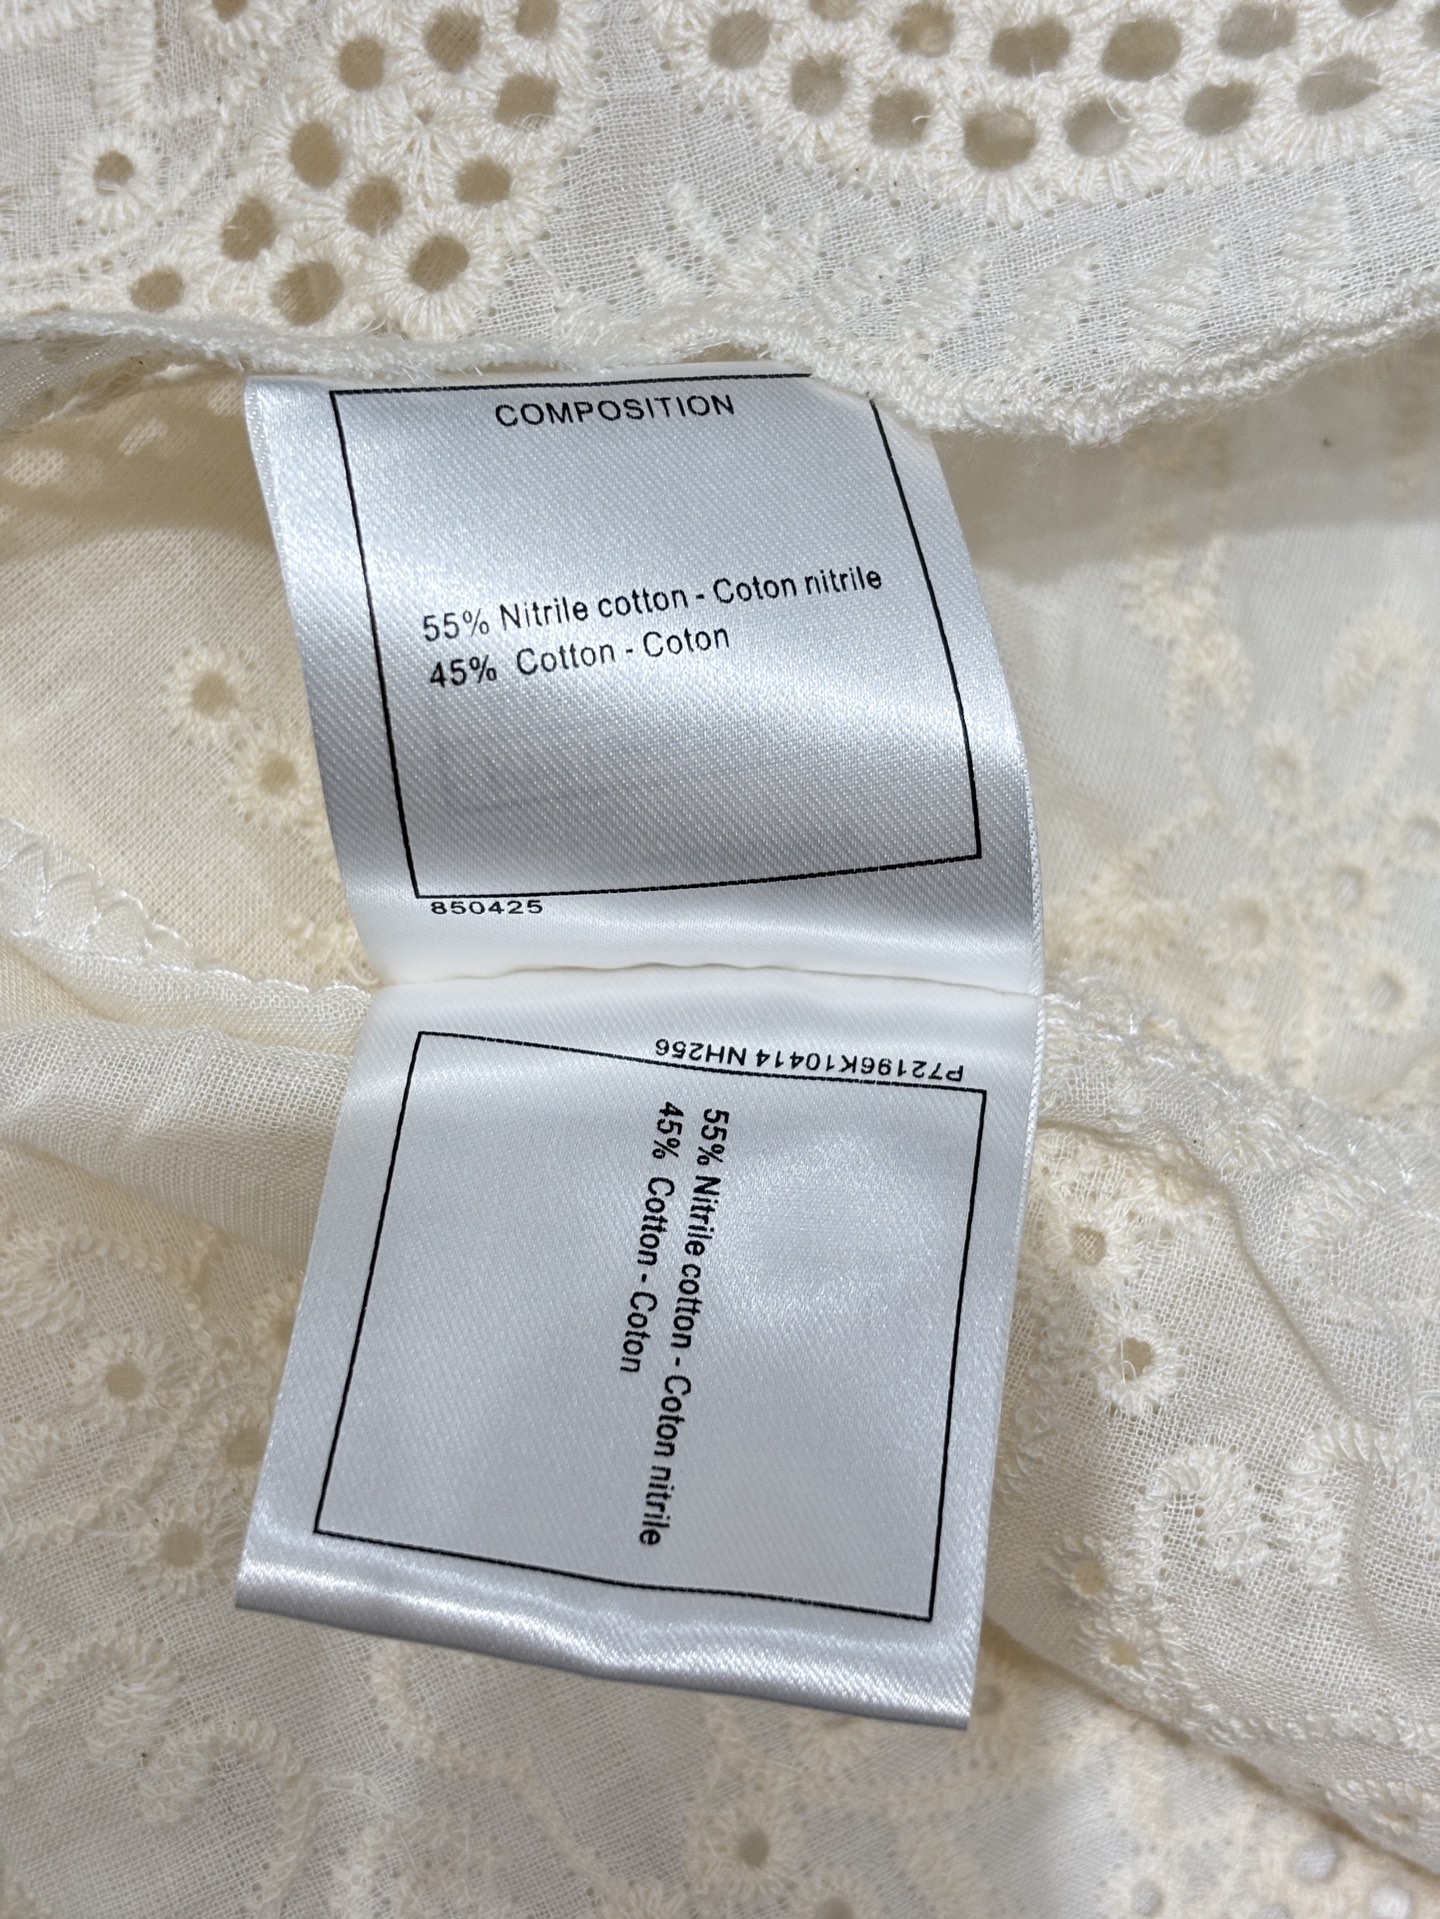 COMPOSITION
55% Nitrile cotton - Coton nitrile
45% Cotton - Coton
850425
P72196K10414 NH256
55% Nitrile cotton - Coton nitrile
45% Cotton - Coton